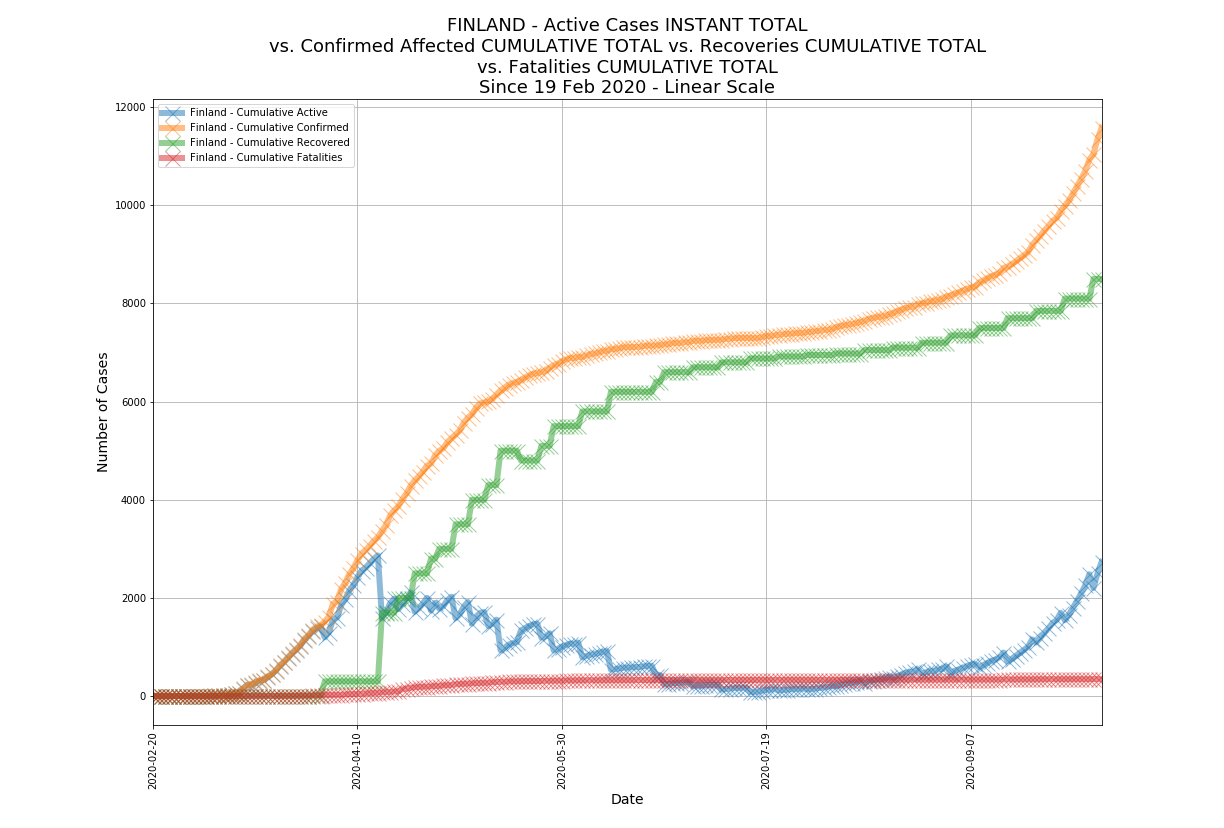 FINLAND - Active Cases INSTANT TOTAL
vs. Confirmed Affected CUMULATIVE TOTAL vs. Recoveries CUMULATIVE TOTAL
vs. Fatalities CUMULATIVE TOTAL
Since 19 Feb 2020 - Linear Scale
Finland - Cumulative Active
Finland - Cumulative Confirmed
Finland - Cumulative Recovered
Finland - Cumulative Fatalities
Number of Cases
12000
10000
8000
6000
4000
2000
0
2020-02-20
2020-04-10
2020-05-30
2020-07-19
2020-09-07
Date